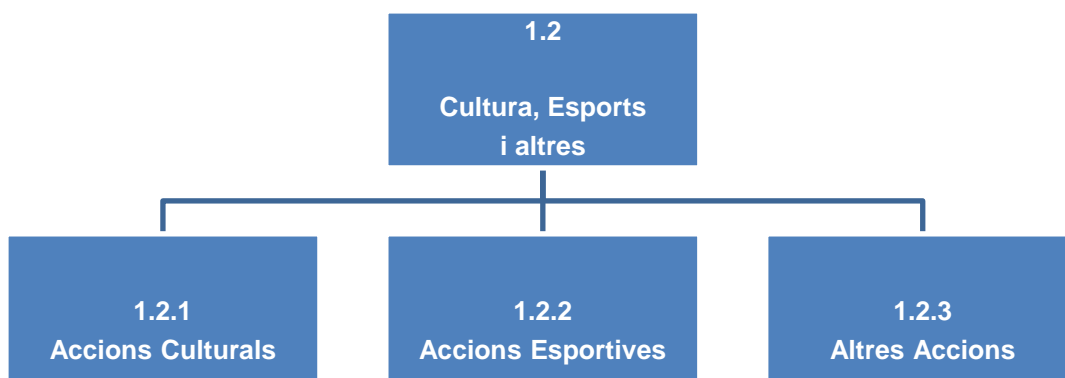 1.2
Cultura, Esports
i altres
1.2.1
Accions Culturals
1.2.2
Accions Esportives
1.2.3
Altres Accions